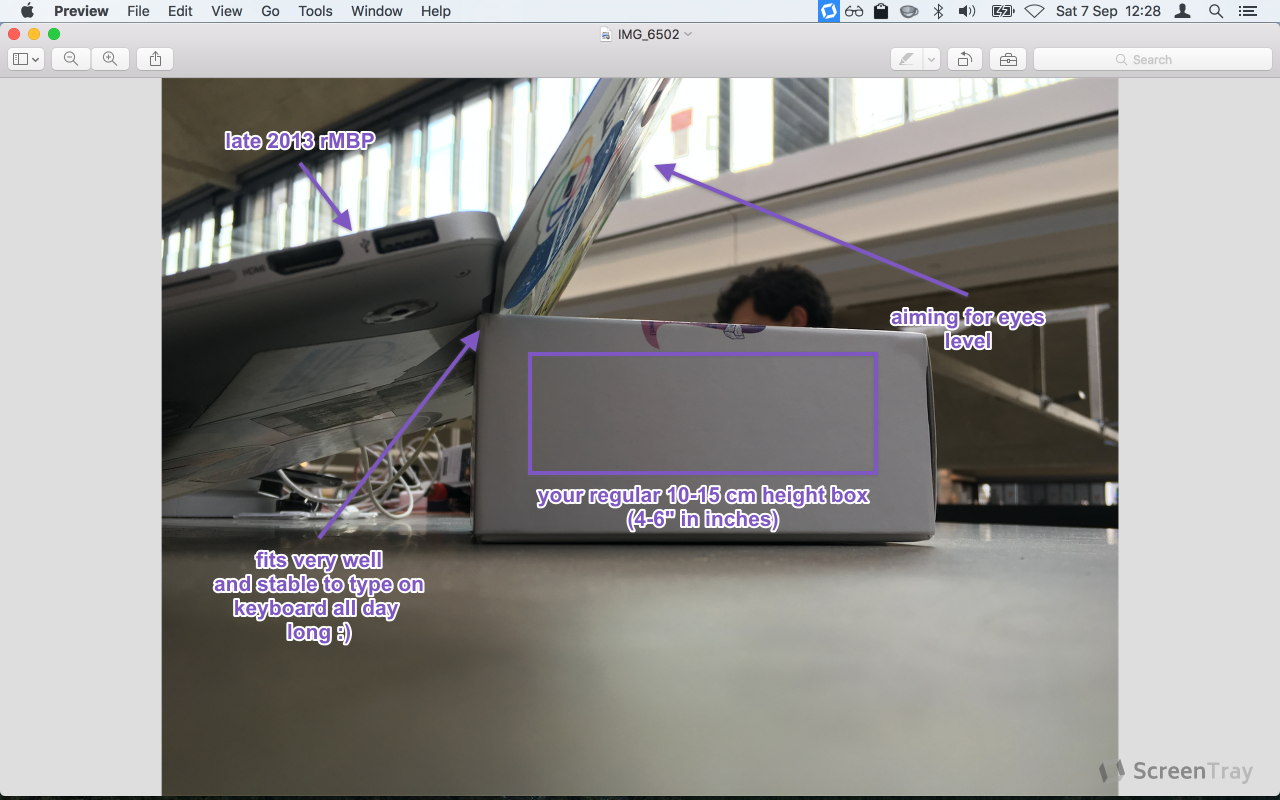 Preview File Edit View Go Tools Window Help Sat 7 Sep 12:28
IMG_6502
Search
late 2013 rMBP
HDMI
aiming for eyes
level
your regular 10-15 cm height box
(4-6" in inches)
fits very well
and stable to type on
keyboard all day
long :)
ScreenTray